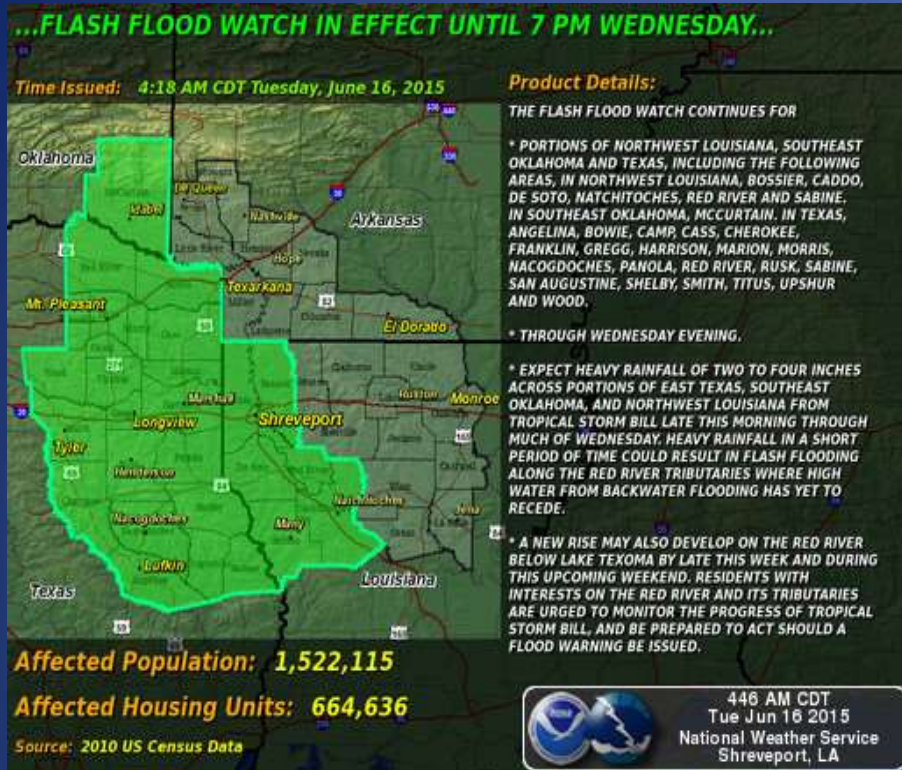 ...FLASH FLOOD WATCH IN EFFECT UNTIL 7 PM WEDNESDAY...
Time Issued: 4:18 AM CDT Tuesday, June 16, 2015
Oklahoma
De Queen
Idabel
Nashville
Arkansas
Hope
Texarkana
Mt. Pleasant
El Dorado
Marshall
Ruston
Monroe
Longview
Shreveport
Tyler
Henderson
Natchitoches
Nacogdoches
Many
Jena
Lufkin
Texas
Louisiana
Product Details:
THE FLASH FLOOD WATCH CONTINUES FOR
* PORTIONS OF NORTHWEST LOUISIANA, SOUTHEAST
OKLAHOMA AND TEXAS, INCLUDING THE FOLLOWING
AREAS, IN NORTHWEST LOUISIANA, BOSSIER, CADDO,
DE SOTO, NATCHITOCHES, RED RIVER AND SABINE.
IN SOUTHEAST OKLAHOMA, MCCURTAIN. IN TEXAS,
ANGELINA, BOWIE, CAMP, CASS, CHEROKEE,
FRANKLIN, GREGG, HARRISON, MARION, MORRIS,
NACOGDOCHES, PANOLA, RED RIVER, RUSK, SABINE,
SAN AUGUSTINE, SHELBY, SMITH, TITUS, UPSHUR
AND WOOD.
* THROUGH WEDNESDAY EVENING.
* EXPECT HEAVY RAINFALL OF TWO TO FOUR INCHES
ACROSS PORTIONS OF EAST TEXAS, SOUTHEAST
OKLAHOMA, AND NORTHWEST LOUISIANA FROM
TROPICAL STORM BILL LATE THIS MORNING THROUGH
MUCH OF WEDNESDAY. HEAVY RAINFALL IN A SHORT
PERIOD OF TIME COULD RESULT IN FLASH FLOODING
ALONG THE RED RIVER TRIBUTARIES WHERE HIGH
WATER FROM BACKWATER FLOODING HAS YET TO
RECEDE.
* A NEW RISE MAY ALSO DEVELOP ON THE RED RIVER
BELOW LAKE TEXOMA BY LATE THIS WEEK AND DURING
THIS UPCOMING WEEKEND. RESIDENTS WITH
INTERESTS ON THE RED RIVER AND ITS TRIBUTARIES
ARE URGED TO MONITOR THE PROGRESS OF TROPICAL
STORM BILL, AND BE PREPARED TO ACT SHOULD A
FLOOD WARNING BE ISSUED.
Affected Population: 1,522,115
Affected Housing Units: 664,636
Source: 2010 US Census Data
446 AM CDT
Tue Jun 16 2015
National Weather Service
Shreveport, LA